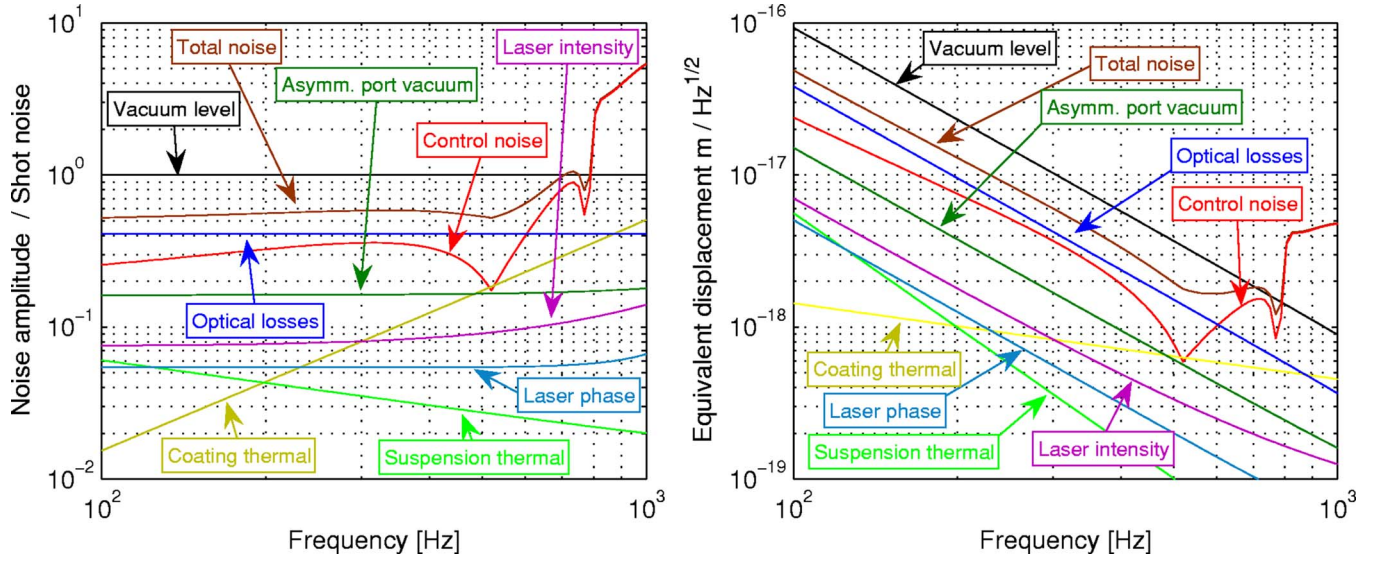 Noise amplitude / Shot noise
10^1
10^0
10^-1
10^-2
Total noise
Laser intensity
Asymm. port vacuum
Vacuum level
Control noise
Optical losses
Laser phase
Coating thermal
Suspension thermal
10^2
10^3
Frequency [Hz]
Equivalent displacement m / Hz^1/2
10^-16
10^-17
10^-18
10^-19
Vacuum level
Total noise
Asymm. port vacuum
Optical losses
Control noise
Coating thermal
Laser phase
Suspension thermal
Laser intensity
10^2
10^3
Frequency [Hz]